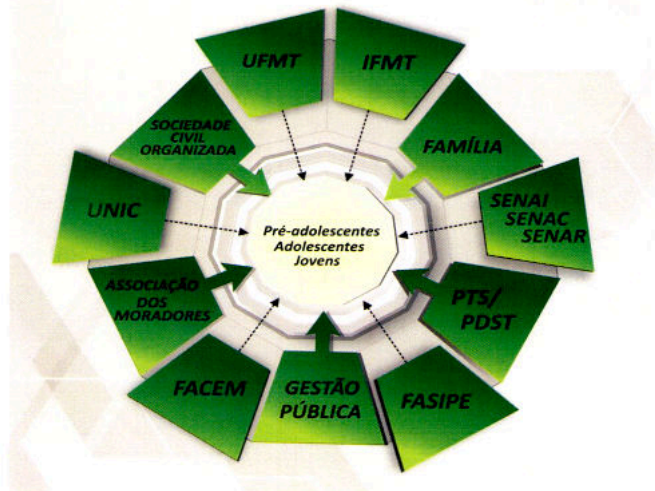 UFMT
IFMT
SOCIEDADE
CIVIL
ORGANIZADA
FAMÍLIA
UNIC
Pré-adolescentes
Adolescentes
Jovens
SENAI
SENAC
SENAR
ASSOCIAÇÃO
DOS
MORADORES
PTS/
PDST
FACEM
GESTÃO
PÚBLICA
FASIPE